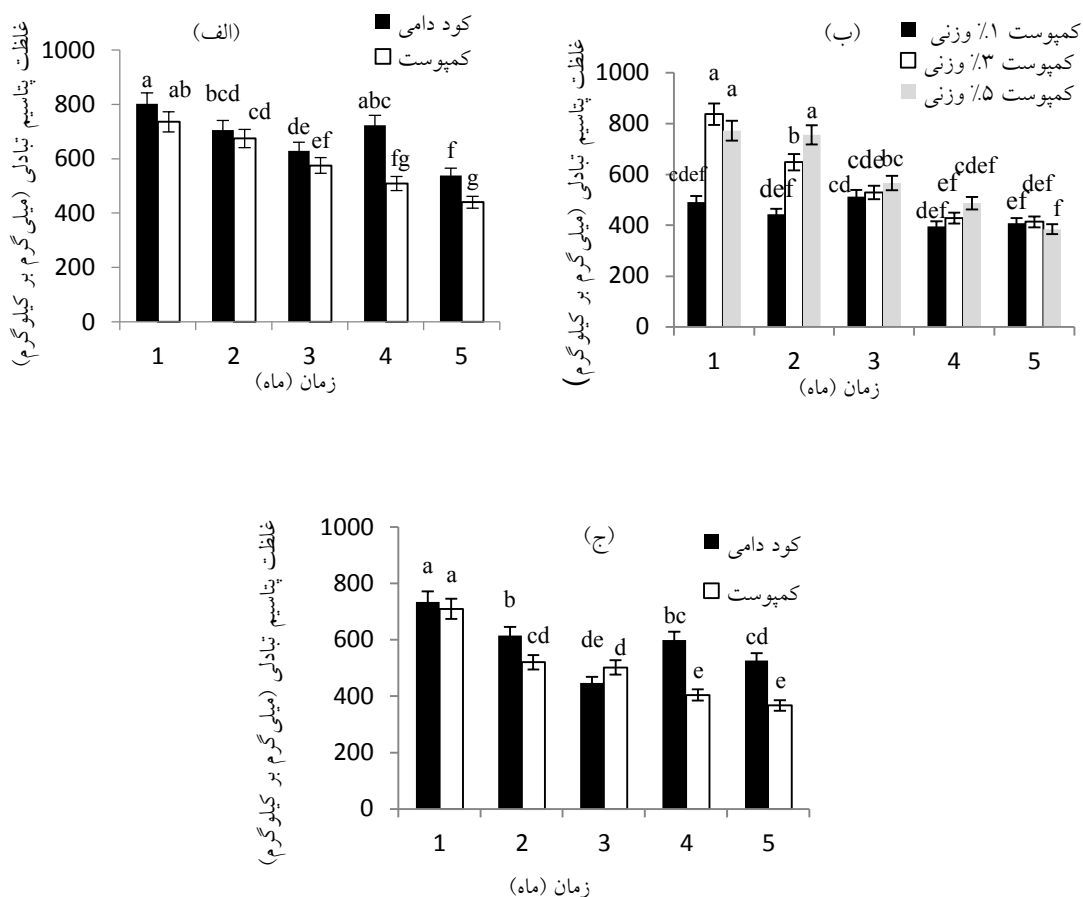 (الف)
کود دامی
کمپوست
غلظت پتاسیم تبادلی (میلی‌گرم بر کیلوگرم)
1000
800
600
400
200
0
a ab bcd cd de ef abc fg f g
1 2 3 4 5
زمان (ماه)
(ب)
کمپوست ۱٪ وزنی
کمپوست ۳٪ وزنی
کمپوست ۵٪ وزنی
غلظت پتاسیم تبادلی (میلی‌گرم بر کیلوگرم)
1000
800
600
400
200
0
cdef a a def b a cd cde bc def ef cdef ef def f
1 2 3 4 5
زمان (ماه)
(ج)
کود دامی
کمپوست
غلظت پتاسیم تبادلی (میلی‌گرم بر کیلوگرم)
1000
800
600
400
200
0
a a b cd de d bc e cd e
1 2 3 4 5
زمان (ماه)